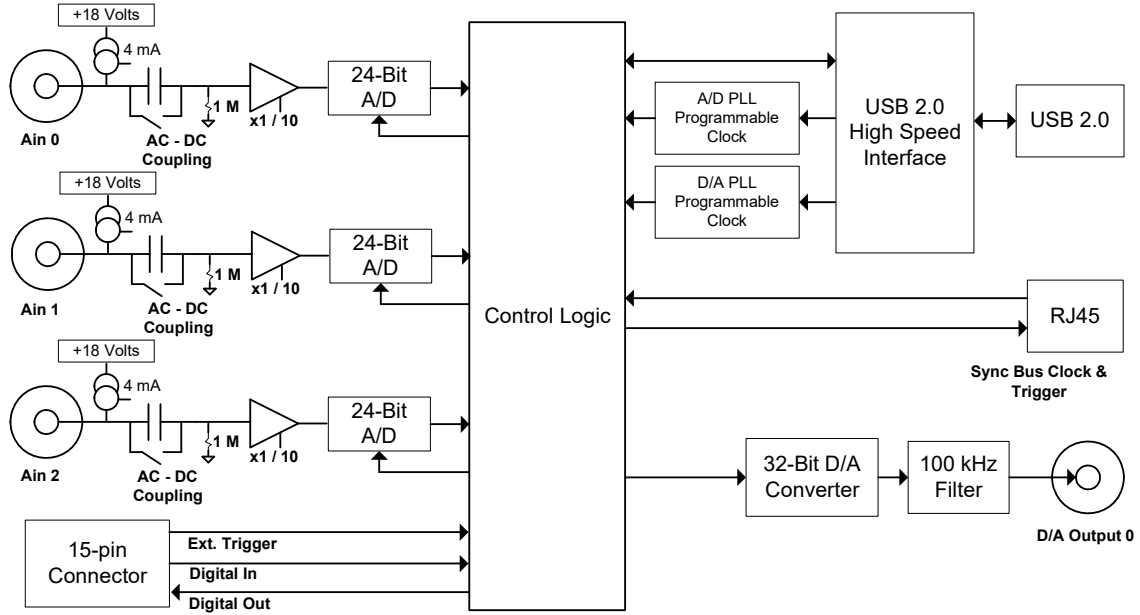 +18 Volts
4 mA
1 M
x1 / 10
AC - DC
Coupling
Ain 0
24-Bit
A/D
+18 Volts
4 mA
1 M
x1 / 10
AC - DC
Coupling
Ain 1
24-Bit
A/D
+18 Volts
4 mA
1 M
x1 / 10
AC - DC
Coupling
Ain 2
24-Bit
A/D
15-pin
Connector
Ext. Trigger
Digital In
Digital Out
Control Logic
A/D PLL
Programmable
Clock
D/A PLL
Programmable
Clock
USB 2.0
High Speed
Interface
USB 2.0
RJ45
Sync Bus Clock &
Trigger
32-Bit D/A
Converter
100 kHz
Filter
D/A Output 0